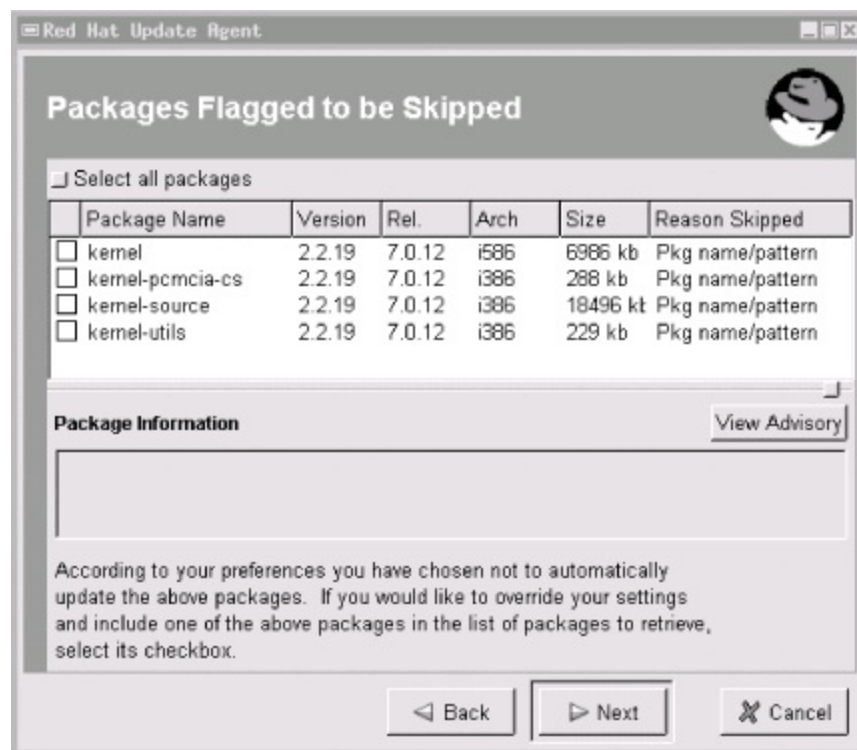 Red Hat Update Agent
Packages Flagged to be Skipped
Select all packages
Package Name Version Rel. Arch Size Reason Skipped
kernel 2.2.19 7.0.12 i586 6986 kb Pkg name/pattern
kernel-pcmcia-cs 2.2.19 7.0.12 i386 288 kb Pkg name/pattern
kernel-source 2.2.19 7.0.12 i386 18496 kb Pkg name/pattern
kernel-utils 2.2.19 7.0.12 i386 229 kb Pkg name/pattern
Package Information View Advisory
According to your preferences you have chosen not to automatically
update the above packages. If you would like to override your settings
and include one of the above packages in the list of packages to retrieve,
select its checkbox.
Back Next Cancel